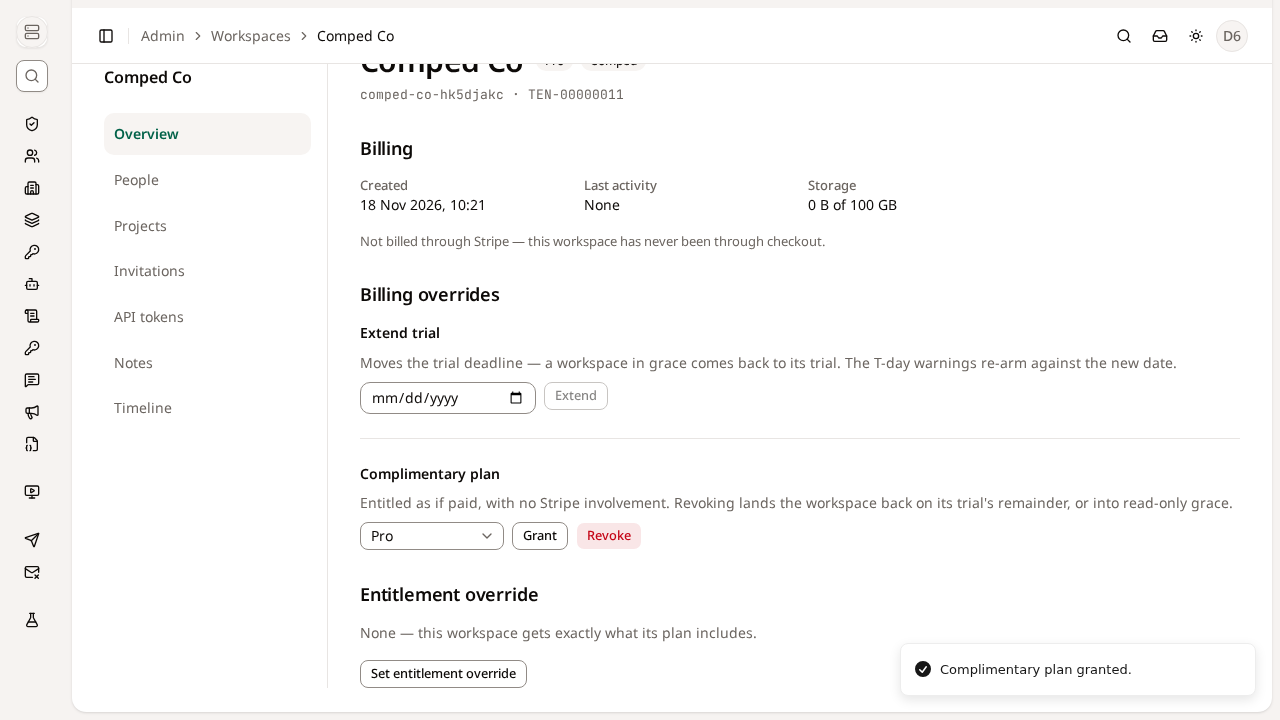 Admin > Workspaces > Comped Co
D6
Comped Co
Overview
People
Projects
Invitations
API tokens
Notes
Timeline
Comped Co Pro Comped
comped-co-hk5djakc · TEN-00000011
Billing
Created Last activity Storage
18 Nov 2026, 10:21 None 0 B of 100 GB
Not billed through Stripe — this workspace has never been through checkout.
Billing overrides
Extend trial
Moves the trial deadline — a workspace in grace comes back to its trial. The T-day warnings re-arm against the new date.
mm/dd/yyyy Extend
Complimentary plan
Entitled as if paid, with no Stripe involvement. Revoking lands the workspace back on its trial's remainder, or into read-only grace.
Pro Grant Revoke
Entitlement override
None — this workspace gets exactly what its plan includes.
Set entitlement override
Complimentary plan granted.